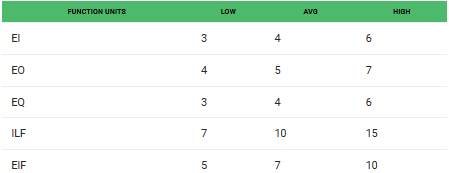 FUNCTION UNITS LOW AVG HIGH
EI 3 4 6
EO 4 5 7
EQ 3 4 6
ILF 7 10 15
EIF 5 7 10